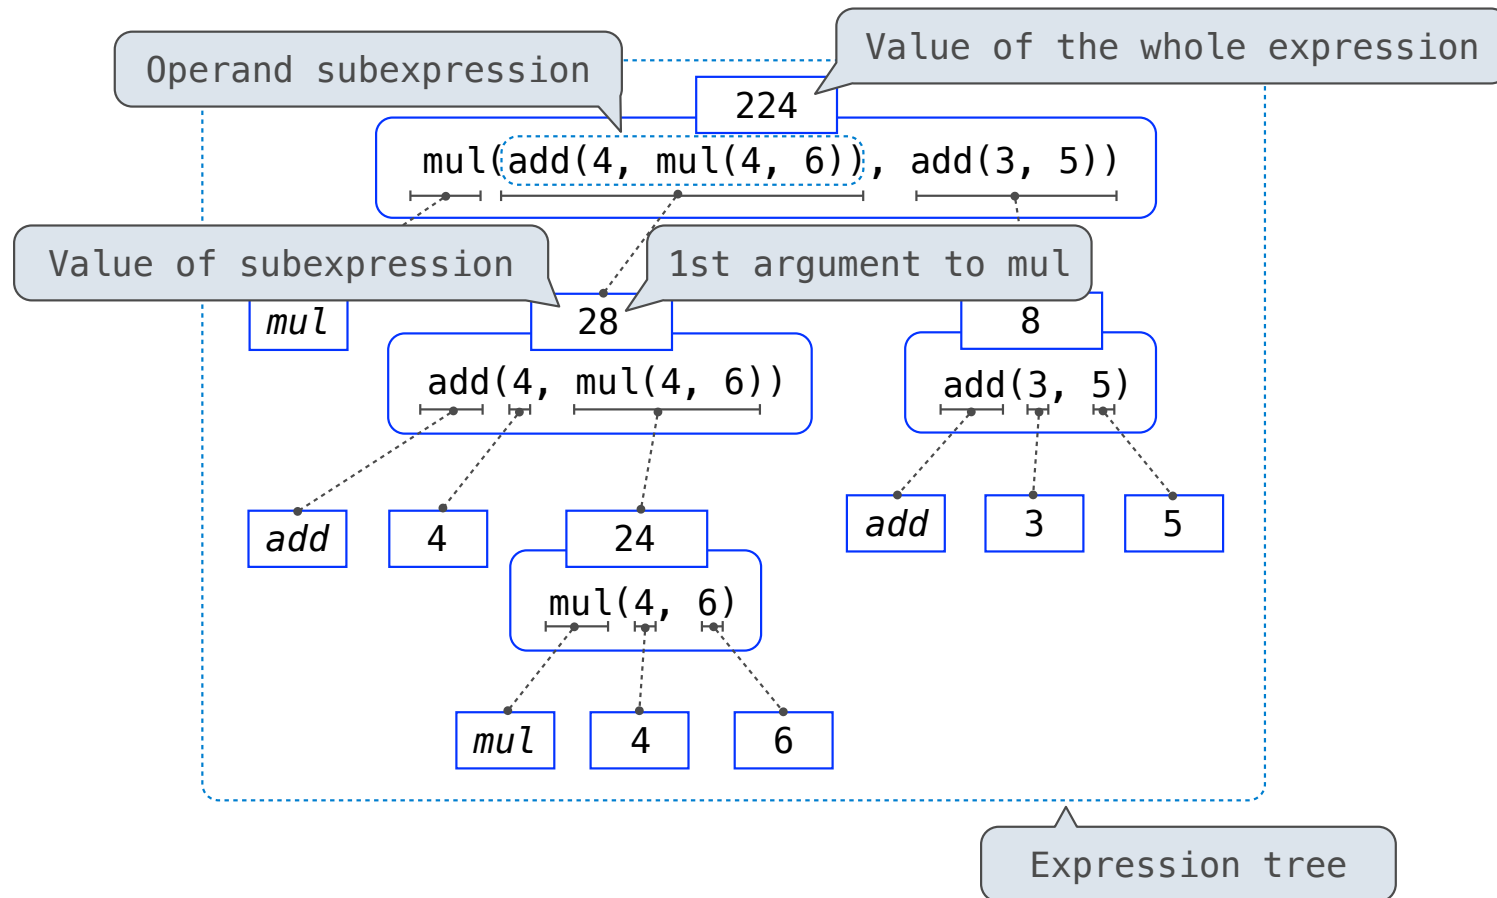 Operand subexpression
Value of the whole expression
224
mul(add(4, mul(4, 6)), add(3, 5))
Value of subexpression
1st argument to mul
mul
28
8
add(4, mul(4, 6))
add(3, 5)
add
4
24
add
3
5
mul(4, 6)
mul
4
6
Expression tree